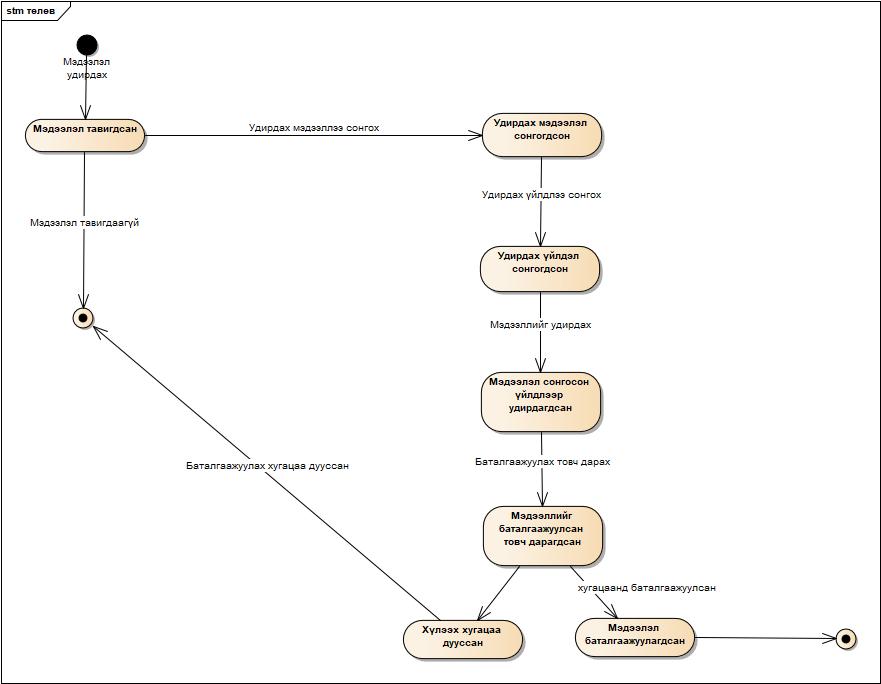 stm төлөв
Мэдээлэл
удирдах
Мэдээлэл тавигдсан
Удирдах мэдээллээ сонгох
Удирдах мэдээлэл
сонгогдсон
Удирдах үйлдлээ сонгох
Мэдээлэл тавигдаагүй
Удирдах үйлдэл
сонгогдсон
Мэдээллийг удирдах
Мэдээлэл сонгосон
үйлдлээр
удирдагдсан
Баталгаажуулах хугацаа дууссан
Баталгаажуулах товч дарах
Мэдээллийг
баталгаажуулсан
товч дарагдсан
хугацаанд баталгаажуулсан
Хүлээх хугацаа
дууссан
Мэдээлэл
баталгаажуулагдсан